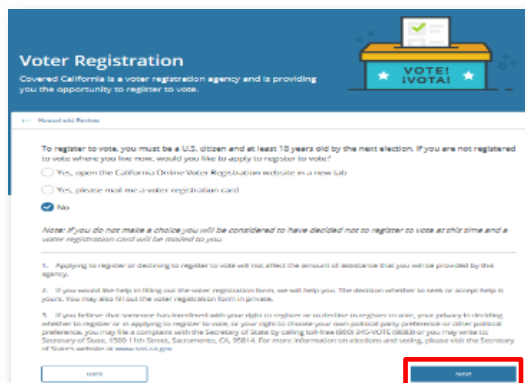 Voter Registration
Covered California is a voter registration agency and is providing
you the opportunity to register to vote.
VOTE!
¡VOTA!
Household Review
To register to vote, you must be a U.S. citizen and at least 18 years old by the next election. If you are not registered
to vote where you live now, would you like to apply to register to vote?
Yes, open the California Online Voter Registration website in a new tab
Yes, please mail me a voter registration card
No
Note: If you do not make a choice you will be considered to have decided not to register to vote at this time and a
voter registration card will be mailed to you.
1. Applying to register or declining to register to vote will not affect the amount of assistance that you will be provided by this
agency.
2. If you would like help in filling out the voter registration form, we will help you. The decision whether to seek or accept help is
yours. You may also fill out the voter registration form in private.
3. If you believe that someone has interfered with your right to register or to decline to register to vote, your privacy in deciding
whether to register or in applying to register to vote, or your right to choose your own political party preference or other political
preference, you may file a complaint with the Secretary of State by calling toll-free (800) 345-VOTE (8683) or you may write to:
Secretary of State, 1500 11th Street, Sacramento, CA, 95814. For more information on elections and voting, please visit the Secretary
of State's website at www.sos.ca.gov.
Back
Next